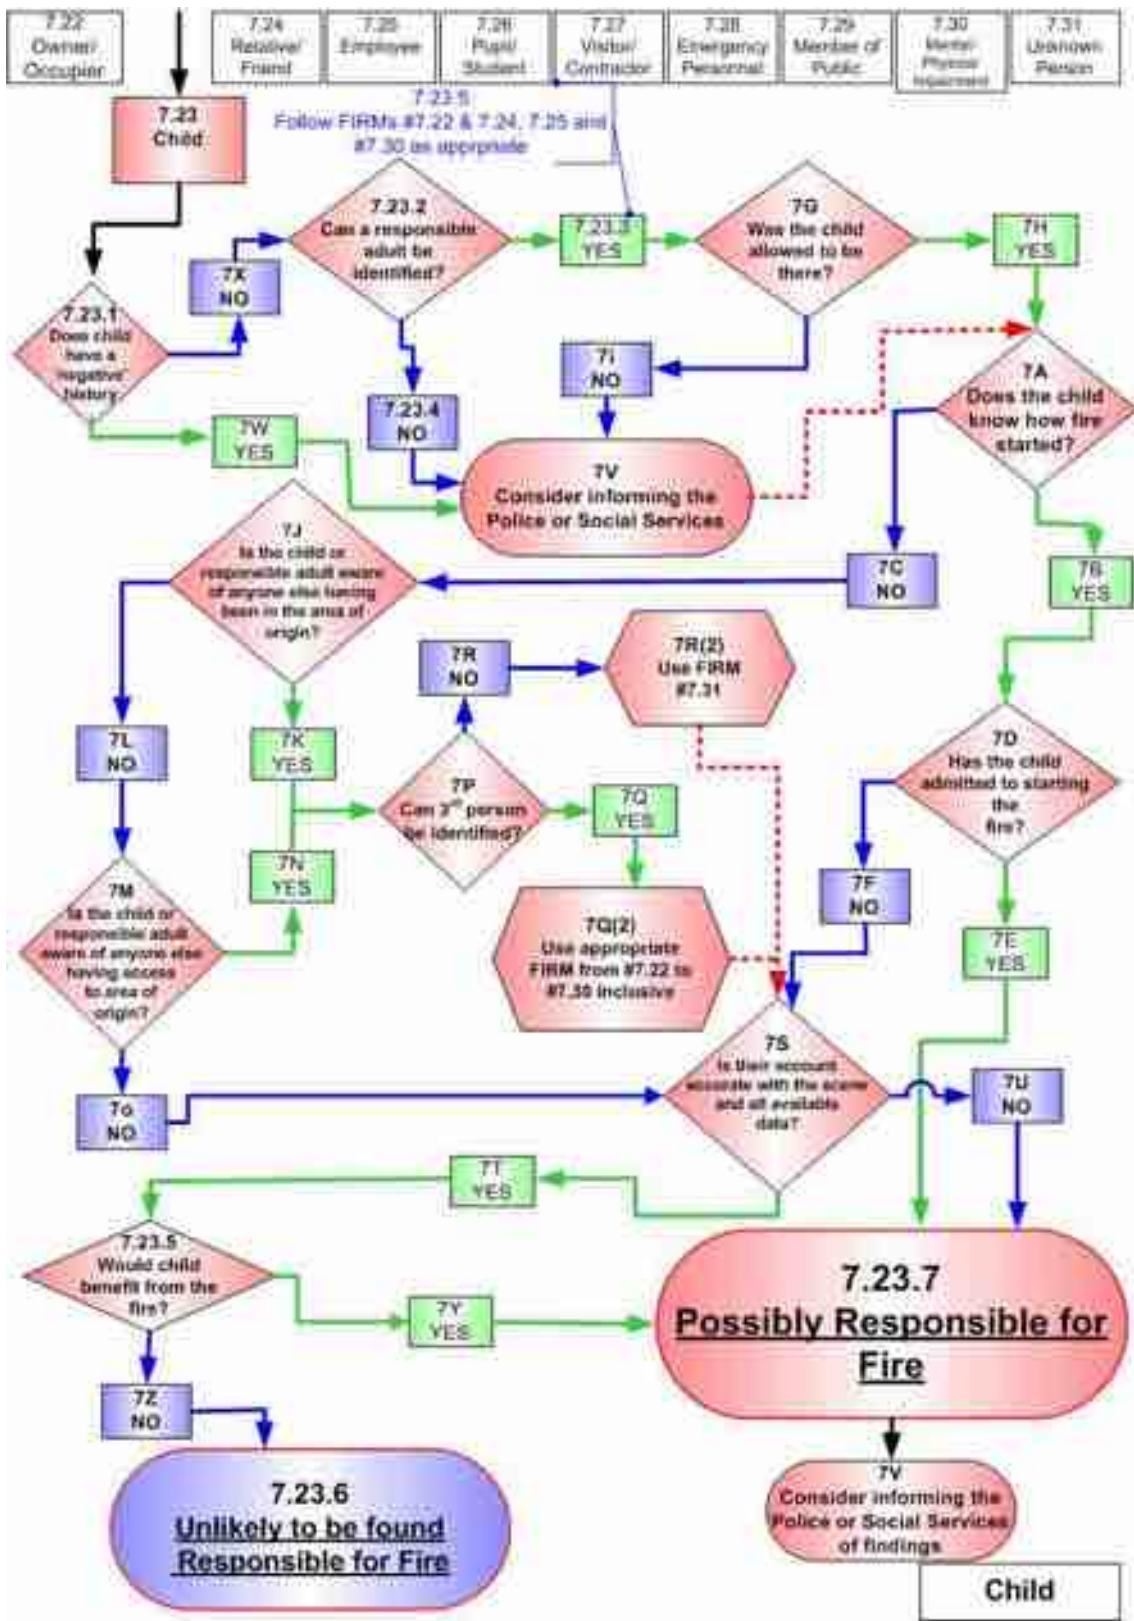 7.22
Owner/
Occupier
7.24
Relative/
Friend
7.25
Employee
7.26
Pupil/
Student
7.27
Visitor/
Contractor
7.28
Emergency
Personnal
7.29
Member of
Public
7.30
Mental/
Physical
Impairment
7.31
Unknown
Person
7.23
Child
7.23.5
Follow FIRMs #7.22 & 7.24, 7.25 and
#7.30 as apprpriate
7.23.2
Can a responsible
adult be
identified?
7.23.3
YES
7G
Was the child
allowed to be
there?
7H
YES
7X
NO
7.23.1
Does child
have a
negative
history
7i
NO
7A
Does the child
know how fire
started?
7.23.4
NO
7W
YES
7V
Consider informing the
Police or Social Services
7J
Is the child or
responsible adult aware
of anyone else having
been in the area of
origin?
7C
NO
7B
YES
7R
NO
7R(2)
Use FIRM
#7.31
7L
NO
7K
YES
7D
Has the child
admitted to starting
the
fire?
7P
Can 3rd person
be identified?
7Q
YES
7N
YES
7M
Is the child or
responsible adult
aware of anyone else
having access
to area of
origin?
7F
NO
7Q(2)
Use appropriate
FIRM from #7.22 to
#7.30 inclusive
7E
YES
7S
Is their account
accurate with the scene
and all available
data?
7o
NO
7U
NO
7T
YES
7.23.5
Would child
benefit from the
fire?
7Y
YES
7.23.7
Possibly Responsible for
Fire
7Z
NO
7.23.6
Unlikely to be found
Responsible for Fire
7V
Consider informing the
Police or Social Services
of findings
Child